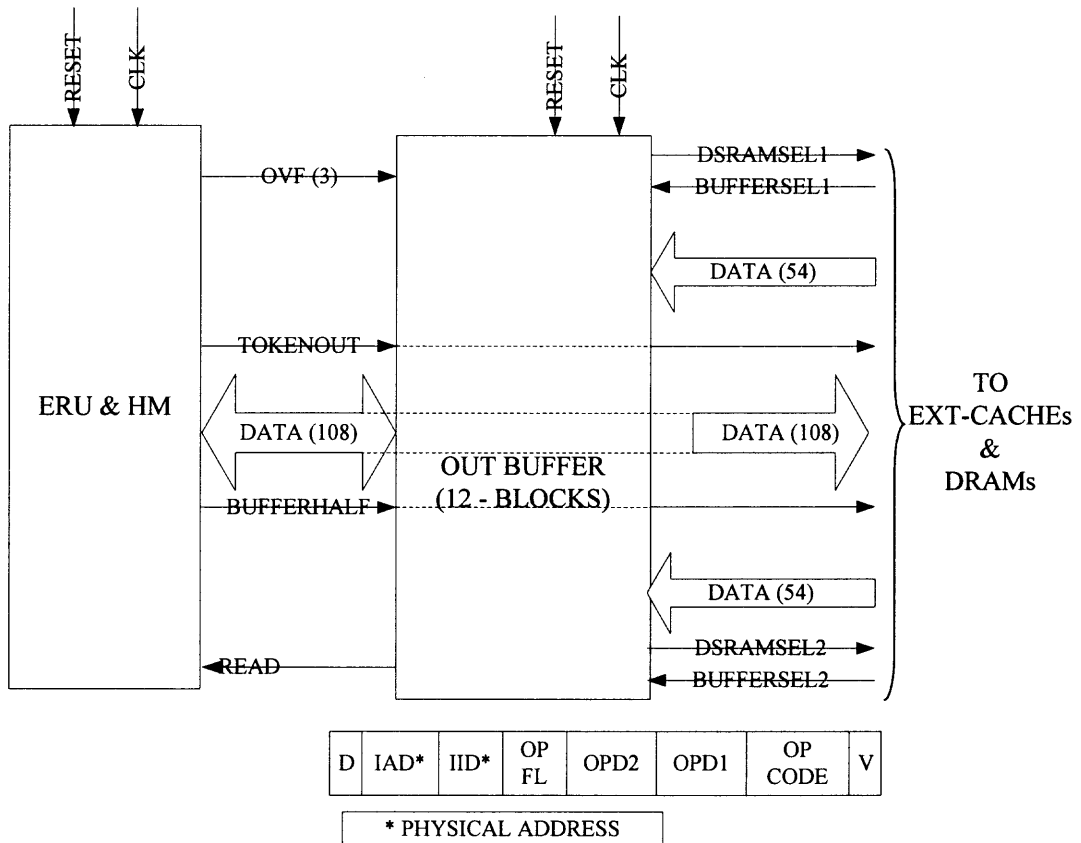 RESET
CLK
RESET
CLK
OVF (3)
DSRAMSEL1
BUFFERSEL1
DATA (54)
TOKENOUT
ERU & HM
DATA (108)
DATA (108)
TO
EXT-CACHEs
&
DRAMs
OUT BUFFER
(12 - BLOCKS)
BUFFERHALF
DATA (54)
READ
DSRAMSEL2
BUFFERSEL2
D
IAD*
IID*
OP
FL
OPD2
OPD1
OP
CODE
V
* PHYSICAL ADDRESS